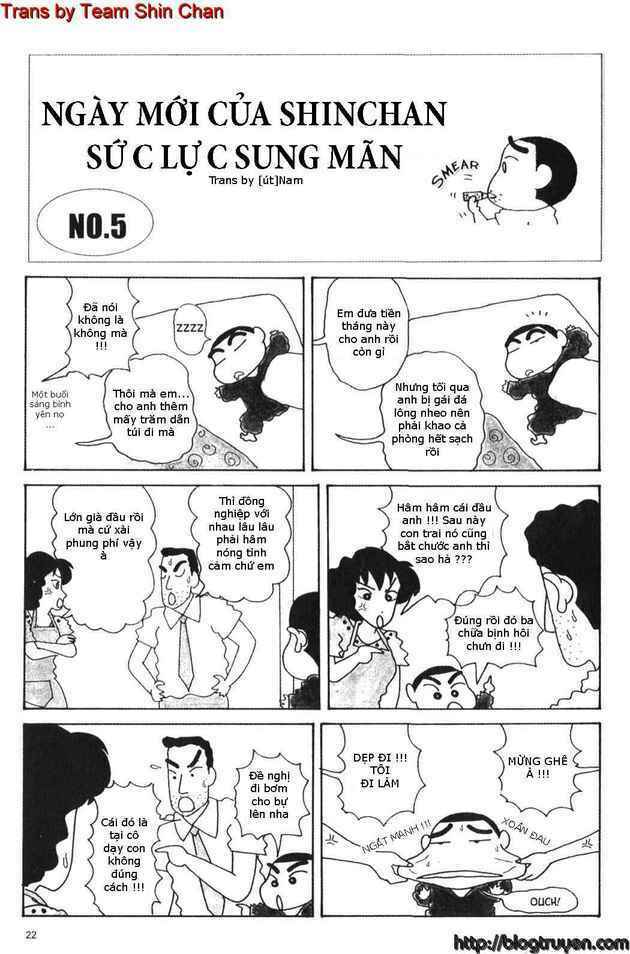 Trans by Team Shin Chan
NGÀY MỚI CỦA SHINCHAN
SỨC LỰC SUNG MÃN
Trans by [út]Nam
NO.5
SMEAR
Đã nói
không là
không mà
!!!
ZZZZ
Một buổi
sáng bình
yên nọ
...
Thôi mà em...
cho anh thêm
mấy trăm dằn
túi đi mà
Em đưa tiền
tháng này
cho anh rồi
còn gì
Nhưng tối qua
anh bị gái đá
lông nheo nên
phải khao cả
phòng hết sạch
rồi
Lớn già đầu rồi
mà cứ xài
phung phí vậy
à
Thì đồng
nghiệp với
nhau lâu lâu
phải hâm
nóng tình
cảm chứ em
Hâm hâm cái đầu
anh !!! Sau này
con trai nó cũng
bắt chước anh thì
sao hả ???
Đúng rồi đó ba
chữa bịnh hôi
chưn đi !!!
Cái đó là
tại cô
dạy con
không
đúng
cách !!!
Đề nghị
đi bơm
cho bự
lên nha
DẸP ĐI !!!
TÔI
ĐI LÀM
MỪNG GHÊ
À !!!
NGẮT MẠNH !!!
XOẮN ĐAU
OUCH!
22
http://blogtruyen.com